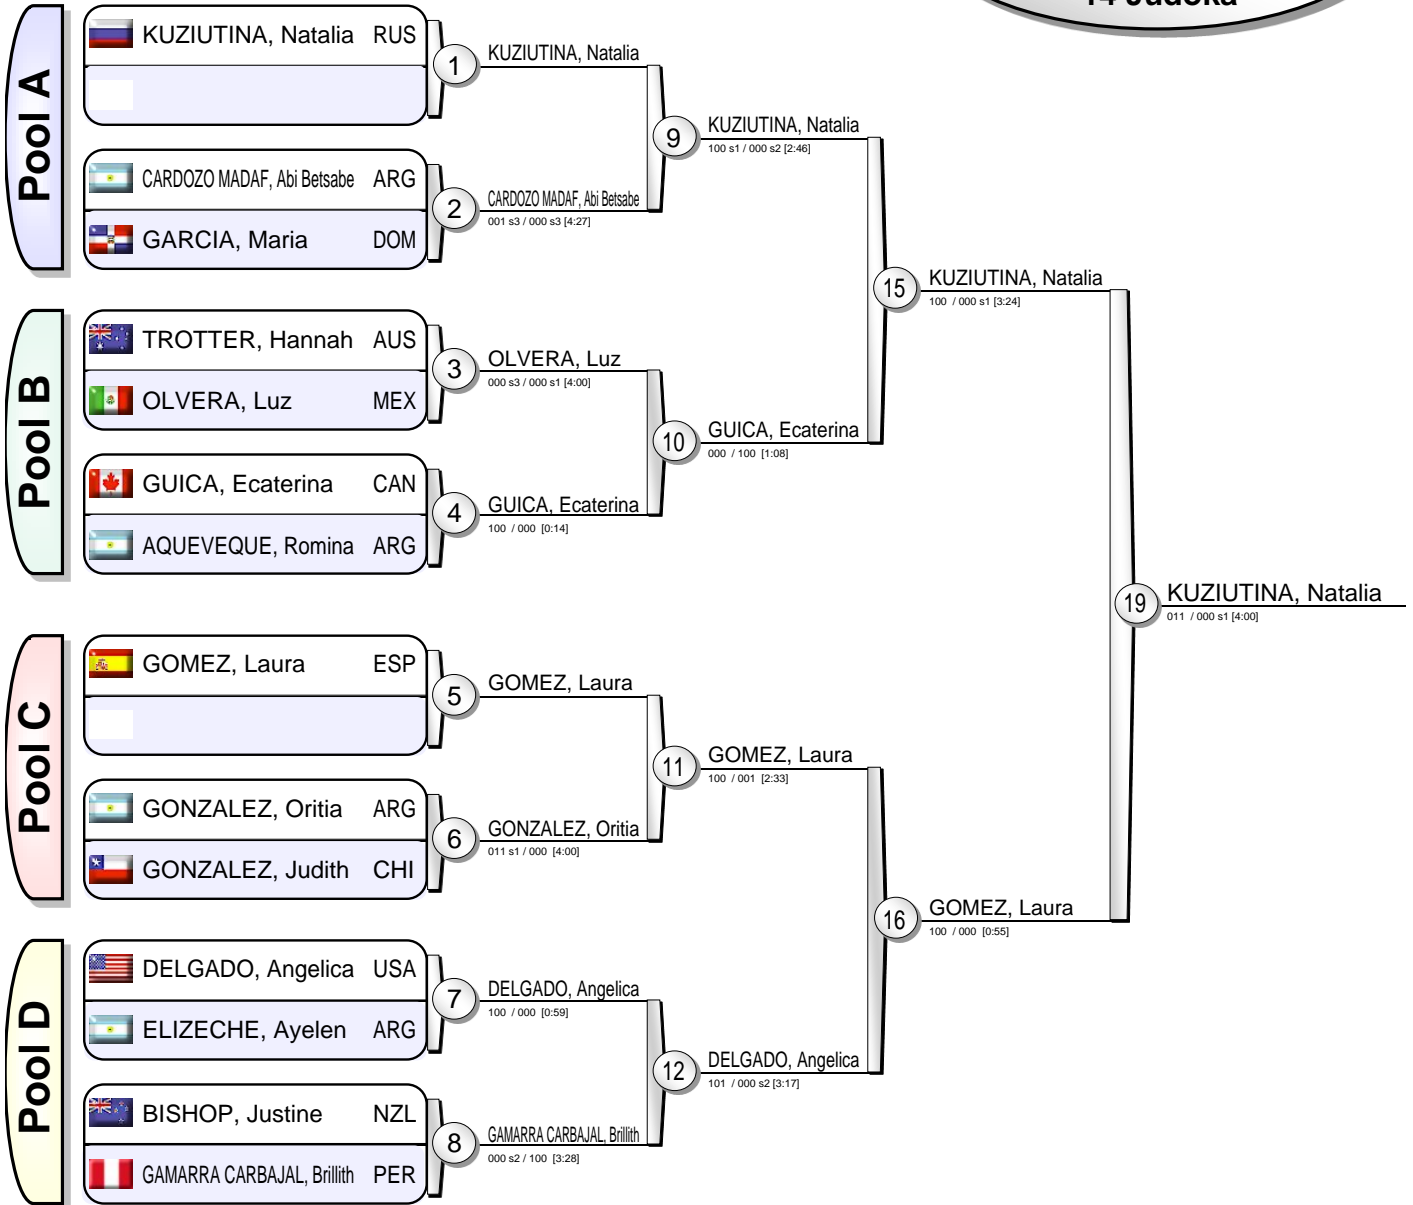 14 Judoka
Pool A
KUZIUTINA, Natalia RUS
1
KUZIUTINA, Natalia
CARDOZO MADAF, Abi Betsabe ARG
GARCIA, Maria DOM
2
CARDOZO MADAF, Abi Betsabe
001 s3 / 000 s3 [4:27]
9
KUZIUTINA, Natalia
100 s1 / 000 s2 [2:46]
Pool B
TROTTER, Hannah AUS
OLVERA, Luz MEX
3
OLVERA, Luz
000 s3 / 000 s1 [4:00]
GUICA, Ecaterina CAN
AQUEVEQUE, Romina ARG
4
GUICA, Ecaterina
100 / 000 [0:14]
10
GUICA, Ecaterina
000 / 100 [1:08]
15
KUZIUTINA, Natalia
100 / 000 s1 [3:24]
Pool C
GOMEZ, Laura ESP
5
GOMEZ, Laura
GONZALEZ, Oritia ARG
GONZALEZ, Judith CHI
6
GONZALEZ, Oritia
011 s1 / 000 [4:00]
11
GOMEZ, Laura
100 / 001 [2:33]
Pool D
DELGADO, Angelica USA
ELIZECHE, Ayelen ARG
7
DELGADO, Angelica
100 / 000 [0:59]
BISHOP, Justine NZL
GAMARRA CARBAJAL, Brillith PER
8
GAMARRA CARBAJAL, Brillith
000 s2 / 100 [3:28]
12
DELGADO, Angelica
101 / 000 s2 [3:17]
16
GOMEZ, Laura
100 / 000 [0:55]
19
KUZIUTINA, Natalia
011 / 000 s1 [4:00]